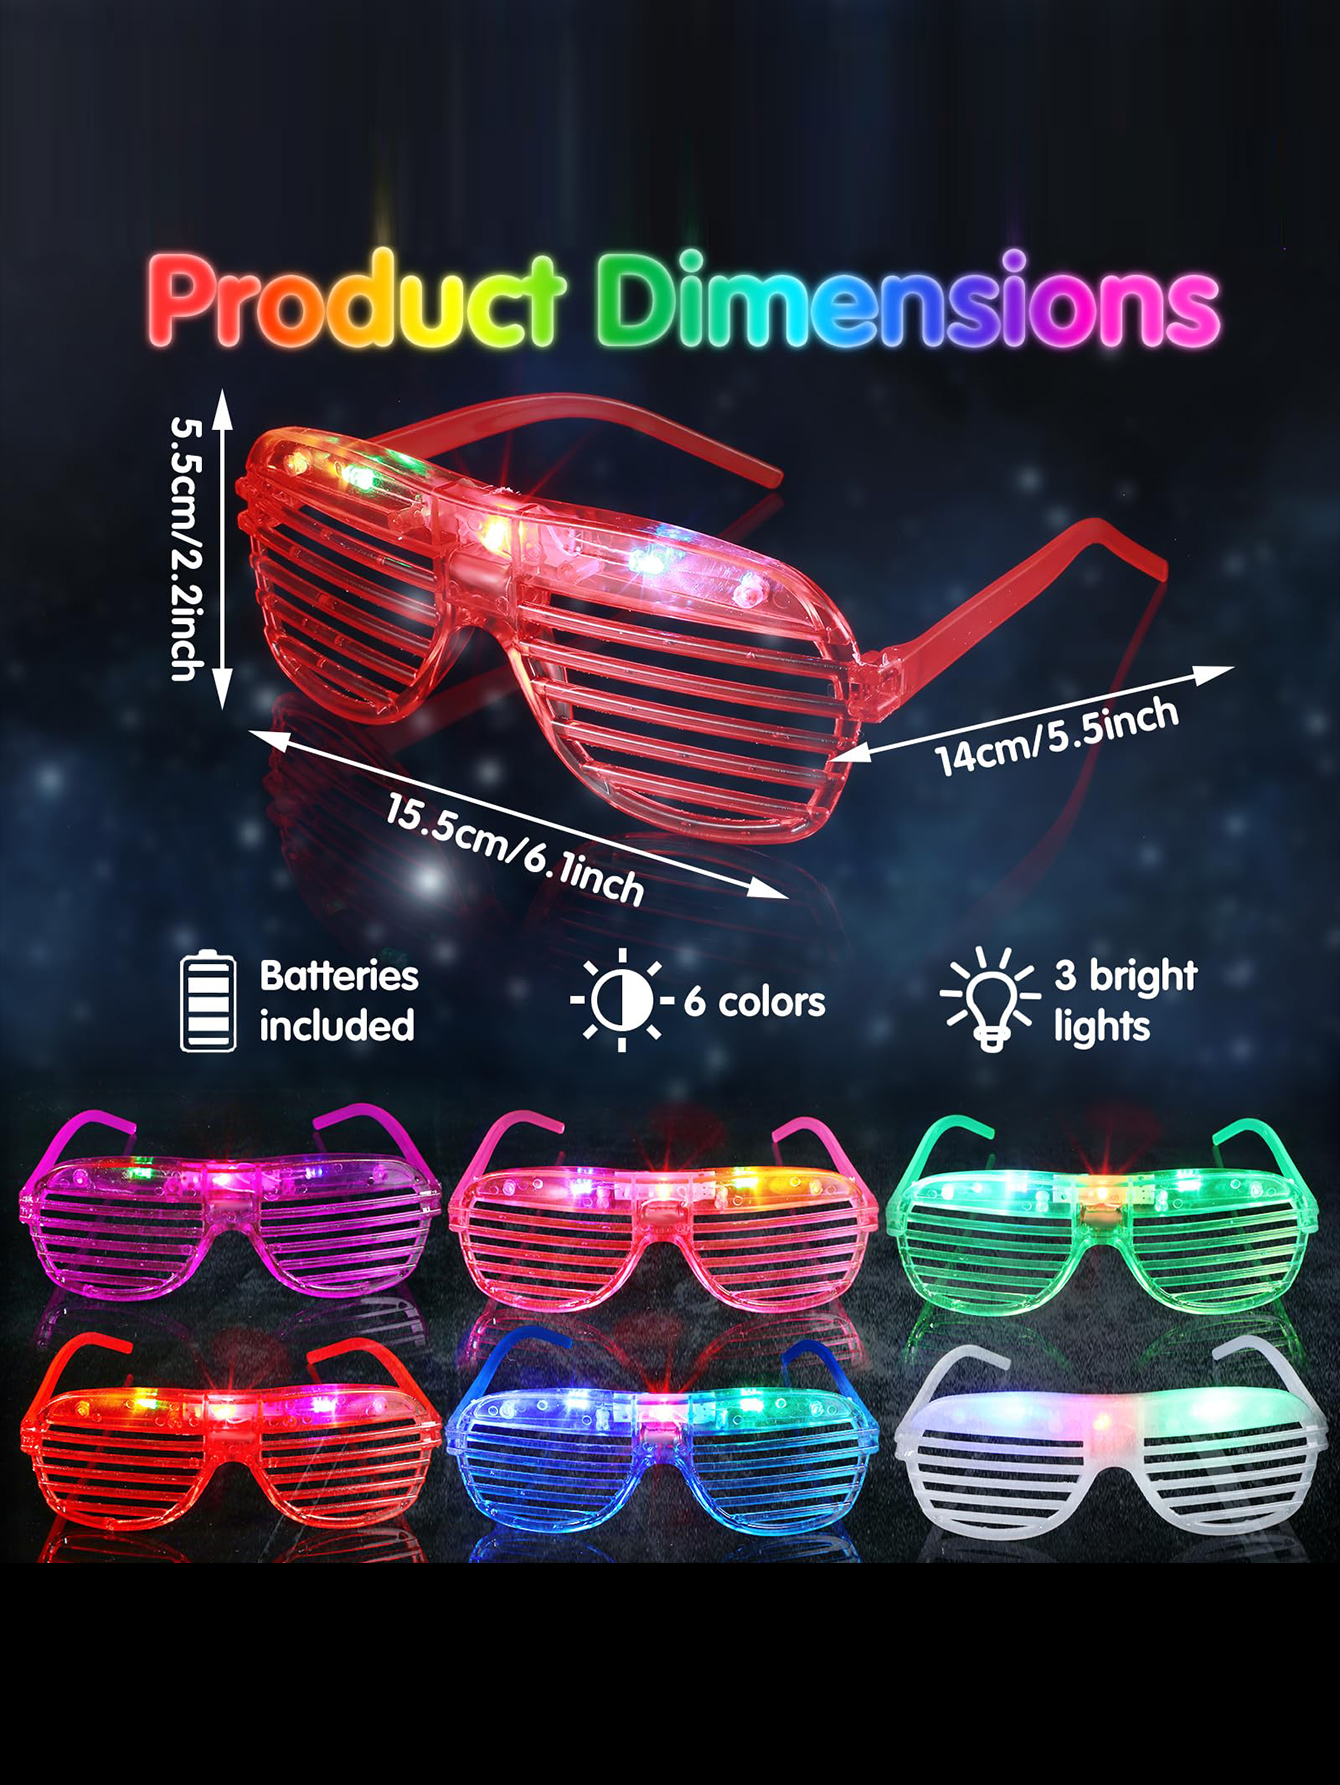 Product Dimensions
5.5cm/2.2inch
14cm/5.5inch
15.5cm/6.1inch
Batteries
included
6 colors
3 bright
lights